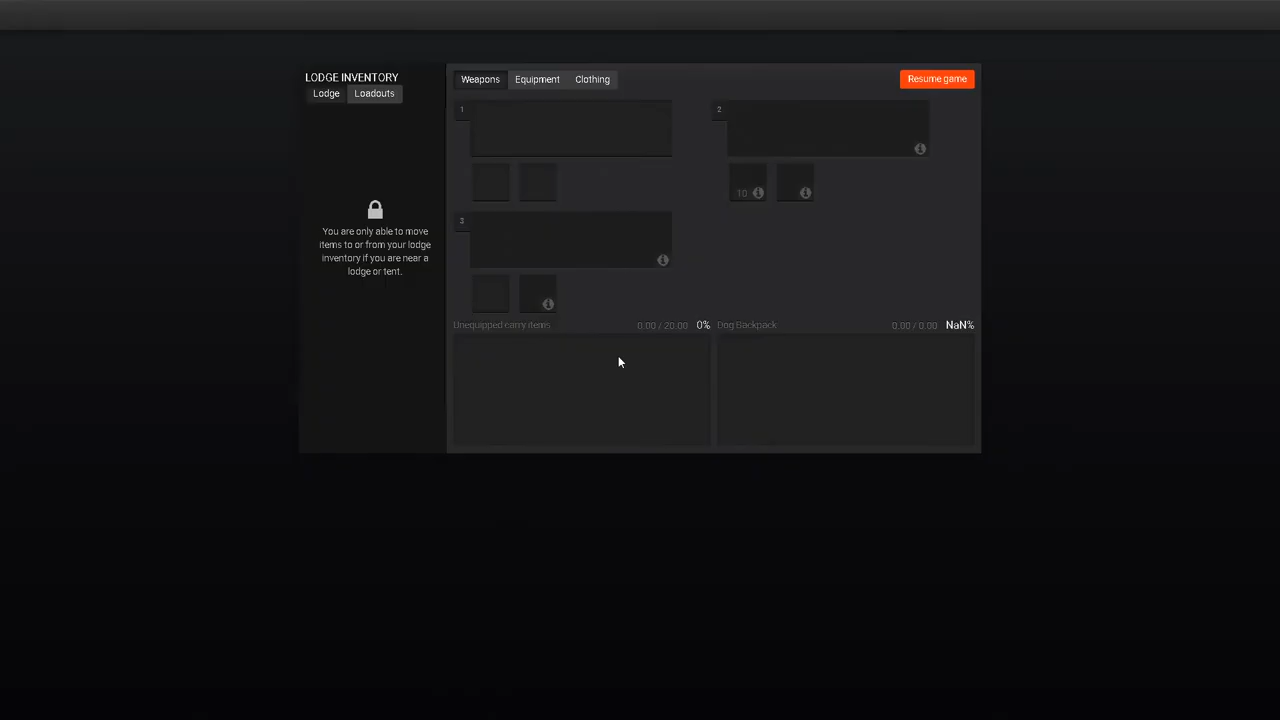 LODGE INVENTORY
Lodge Loadouts
Weapons Equipment Clothing
Resume game
1
2
10
3
You are only able to move
items to or from your lodge
inventory if you are near a
lodge or tent.
Unequipped carry items 0.00 / 20.00 0%
Dog Backpack 0.00 / 0.00 NaN%